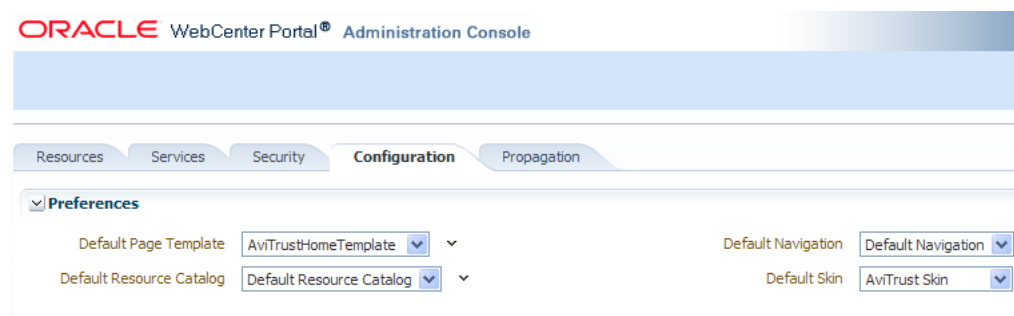 ORACLE WebCenter Portal® Administration Console
Resources Services Security Configuration Propagation
Preferences
Default Page Template AviTrustHomeTemplate Default Navigation Default Navigation
Default Resource Catalog Default Resource Catalog Default Skin AviTrust Skin